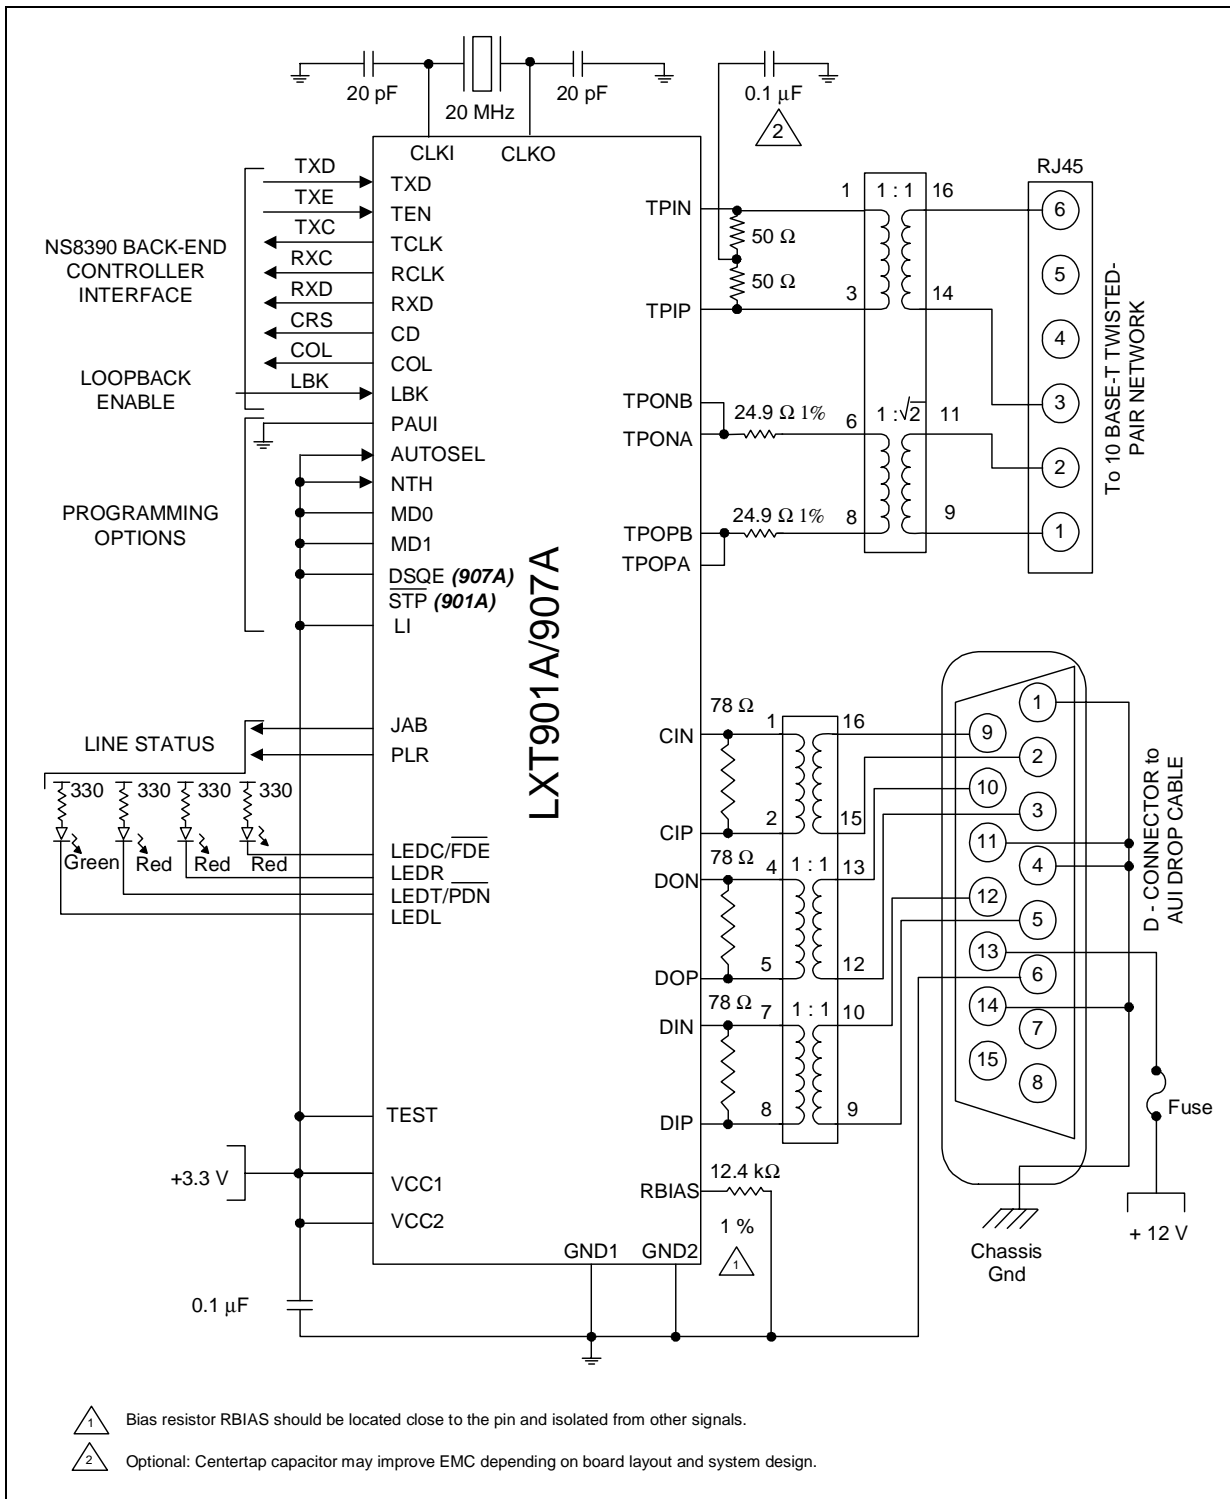 20 pF
20 MHz
20 pF
0.1 μF
2
CLKI
CLKO
RJ45
NS8390 BACK-END
CONTROLLER
INTERFACE
LOOPBACK
ENABLE
TXD
TXE
TXC
RXC
RXD
CRS
COL
LBK
TXD
TEN
TCLK
RCLK
RXD
CD
COL
LBK
PAUI
AUTOSEL
NTH
MD0
MD1
DSQE (907A)
STP (901A)
LI
PROGRAMMING
OPTIONS
LXT901A/907A
TPIN
TPIP
50 Ω
50 Ω
1
1 : 1
16
3
14
TPONB
TPONA
24.9 Ω 1%
6
1 :√2
11
TPOPB
TPOPA
24.9 Ω 1%
8
9
6
5
4
3
2
1
To 10 BASE-T TWISTED-
PAIR NETWORK
LINE STATUS
JAB
PLR
330
330
330
330
Green
Red
Red
Red
LEDC/FDE
LEDR
LEDT/PDN
LEDL
CIN
CIP
78 Ω
1
16
2
15
DON
DOP
78 Ω
4
1 : 1
13
5
12
DIN
DIP
78 Ω
7
1 : 1
10
8
9
1
9
2
10
3
11
4
12
5
13
6
14
7
15
8
D - CONNECTOR to
AUI DROP CABLE
Fuse
+ 12 V
Chassis
Gnd
TEST
+3.3 V
VCC1
VCC2
RBIAS
12.4 kΩ
1 %
1
GND1
GND2
0.1 μF
1 Bias resistor RBIAS should be located close to the pin and isolated from other signals.
2 Optional: Centertap capacitor may improve EMC depending on board layout and system design.